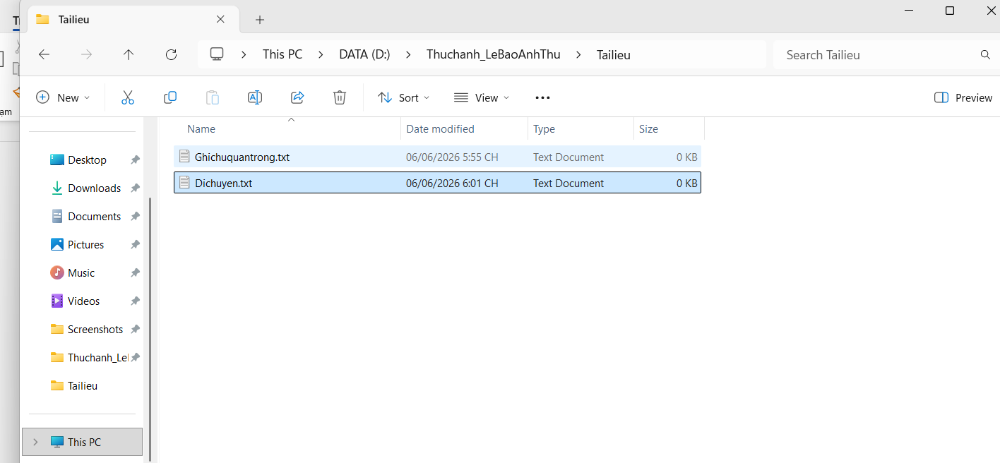 Tailieu
This PC > DATA (D:) > Thuchanh_LeBaoAnhThu > Tailieu
Search Tailieu
New
Sort
View
Preview
ạm
Name Date modified Type Size
Ghichuquantrong.txt 06/06/2026 5:55 CH Text Document 0 KB
Dichuyen.txt 06/06/2026 6:01 CH Text Document 0 KB
Desktop
Downloads
Documents
Pictures
Music
Videos
Screenshots
Thuchanh_Le
Tailieu
This PC